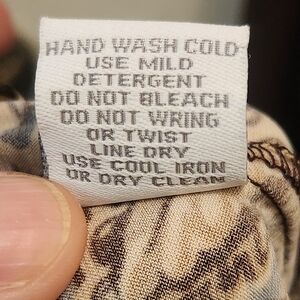 HAND WASH COLD
USE MILD
DETERGENT
DO NOT BLEACH
DO NOT WRING
OR TWIST
LINE DRY
USE COOL IRON
OR DRY CLEAN